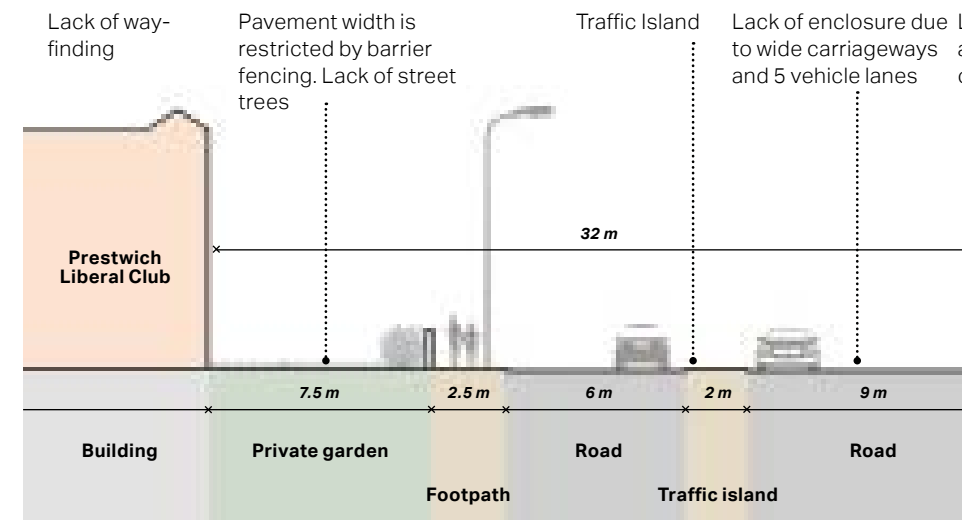 Lack of way-
finding
Pavement width is
restricted by barrier
fencing. Lack of street
trees
Traffic Island
Lack of enclosure due
to wide carriageways
and 5 vehicle lanes
32 m
Prestwich
Liberal Club
7.5 m
2.5 m
6 m
2 m
9 m
Building
Private garden
Road
Road
Footpath
Traffic island